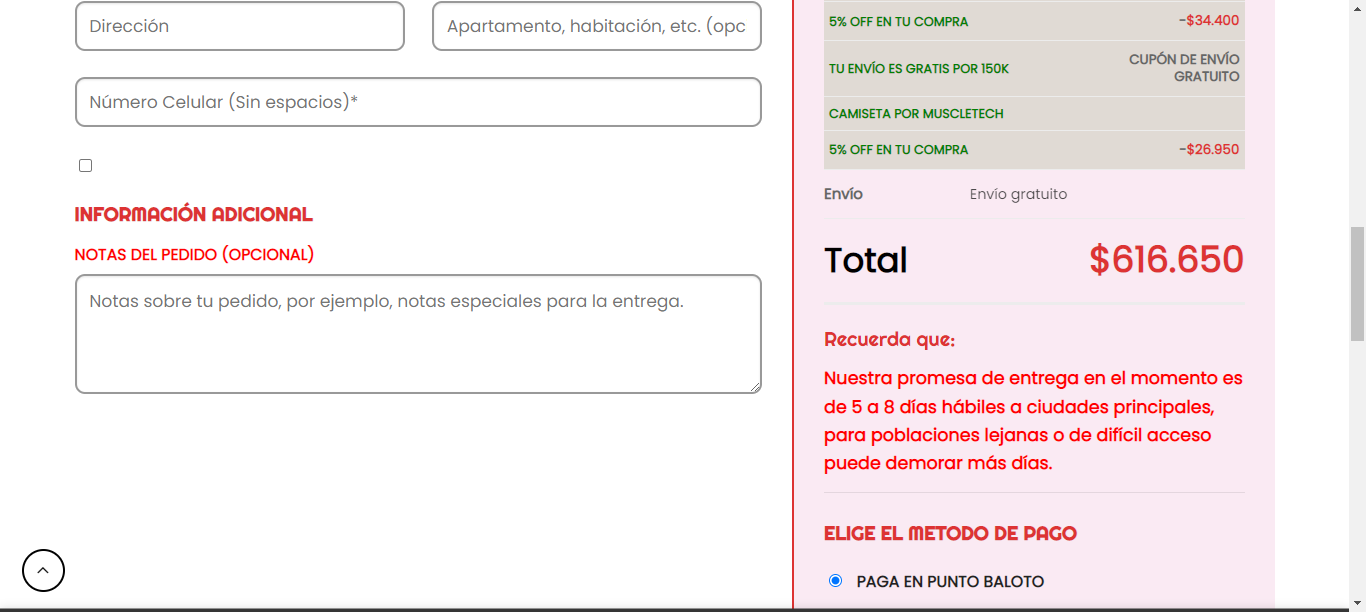 Dirección
Apartamento, habitación, etc. (opc
Número Celular (Sin espacios)*
INFORMACIÓN ADICIONAL
NOTAS DEL PEDIDO (OPCIONAL)
Notas sobre tu pedido, por ejemplo, notas especiales para la entrega.
5% OFF EN TU COMPRA -$34.400
TU ENVÍO ES GRATIS POR 150K CUPÓN DE ENVÍO
GRATUITO
CAMISETA POR MUSCLETECH
5% OFF EN TU COMPRA -$26.950
Envío Envío gratuito
Total $616.650
Recuerda que:
Nuestra promesa de entrega en el momento es
de 5 a 8 días hábiles a ciudades principales,
para poblaciones lejanas o de difícil acceso
puede demorar más días.
ELIGE EL METODO DE PAGO
PAGA EN PUNTO BALOTO